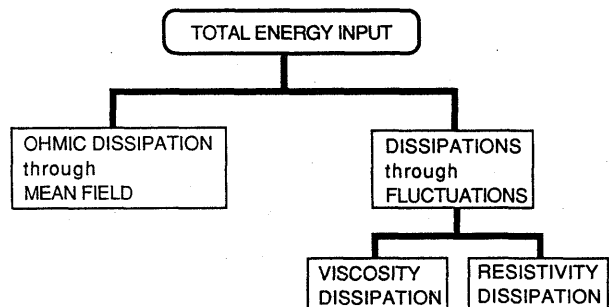 TOTAL ENERGY INPUT
OHMIC DISSIPATION
through
MEAN FIELD
DISSIPATIONS
through
FLUCTUATIONS
VISCOSITY
DISSIPATION
RESISTIVITY
DISSIPATION